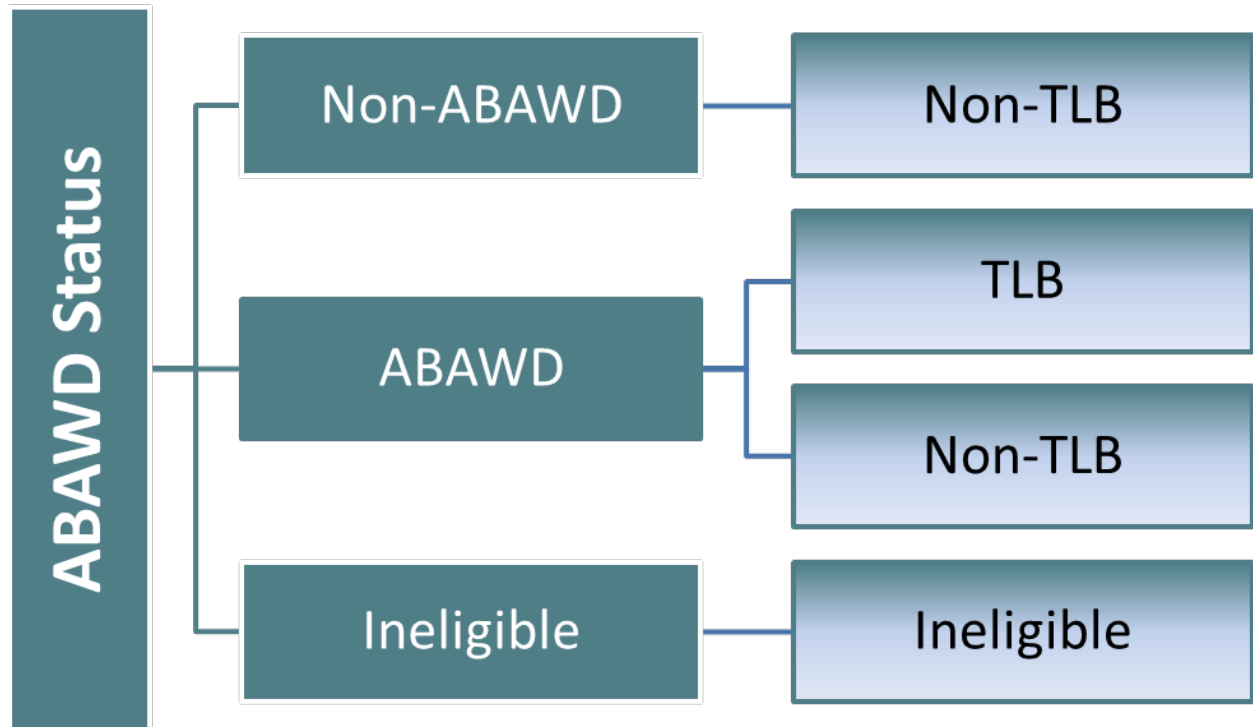 ABAWD Status
Non-ABAWD
Non-TLB
ABAWD
TLB
Non-TLB
Ineligible
Ineligible